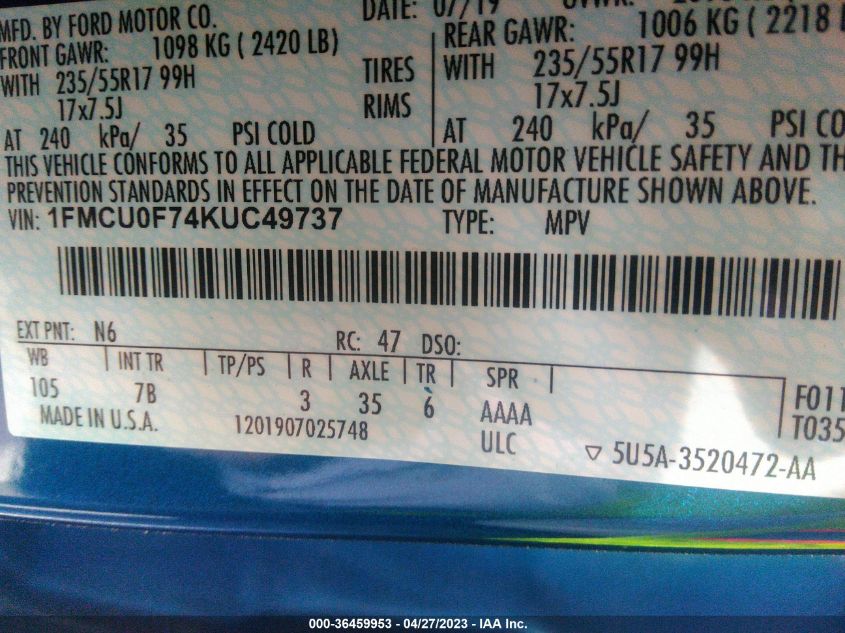 MFD. BY FORD MOTOR CO. DATE: 07/19
FRONT GAWR: 1098 KG ( 2420 LB) REAR GAWR: 1006 KG ( 2218
WITH 235/55R17 99H TIRES WITH 235/55R17 99H
17x7.5J RIMS 17x7.5J
AT 240 kPa/ 35 PSI COLD AT 240 kPa/ 35 PSI CO
THIS VEHICLE CONFORMS TO ALL APPLICABLE FEDERAL MOTOR VEHICLE SAFETY AND TH
PREVENTION STANDARDS IN EFFECT ON THE DATE OF MANUFACTURE SHOWN ABOVE.
VIN: 1FMCU0F74KUC49737 TYPE: MPV
EXT PNT: N6 RC: 47 DSO:
WB INT TR TP/PS R AXLE TR SPR
105 7B 3 35 6 AAAA F011
MADE IN U.S.A. 1201907025748 ULC T035
5U5A-3520472-AA
000-36459953 - 04/27/2023 - IAA Inc.